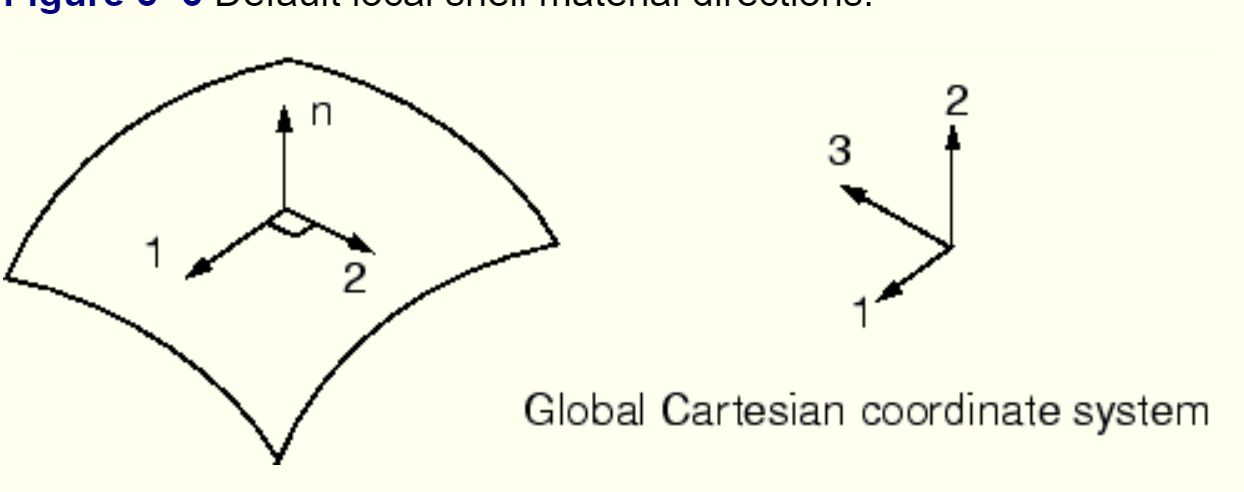 Default local shell material directions.
n
1
2
2
3
1
Global Cartesian coordinate system